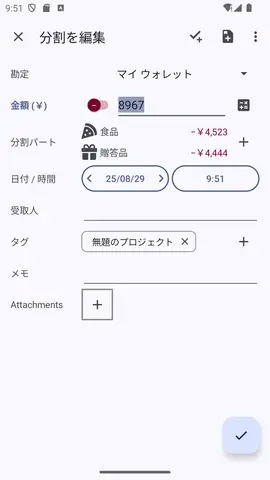 9:51
分割を編集
勘定
マイ ウォレット
金額 (￥)
8967
分割パート
食品
−￥4,523
贈答品
−￥4,444
日付 / 時間
25/08/29
9:51
受取人
タグ
無題のプロジェクト
メモ
Attachments